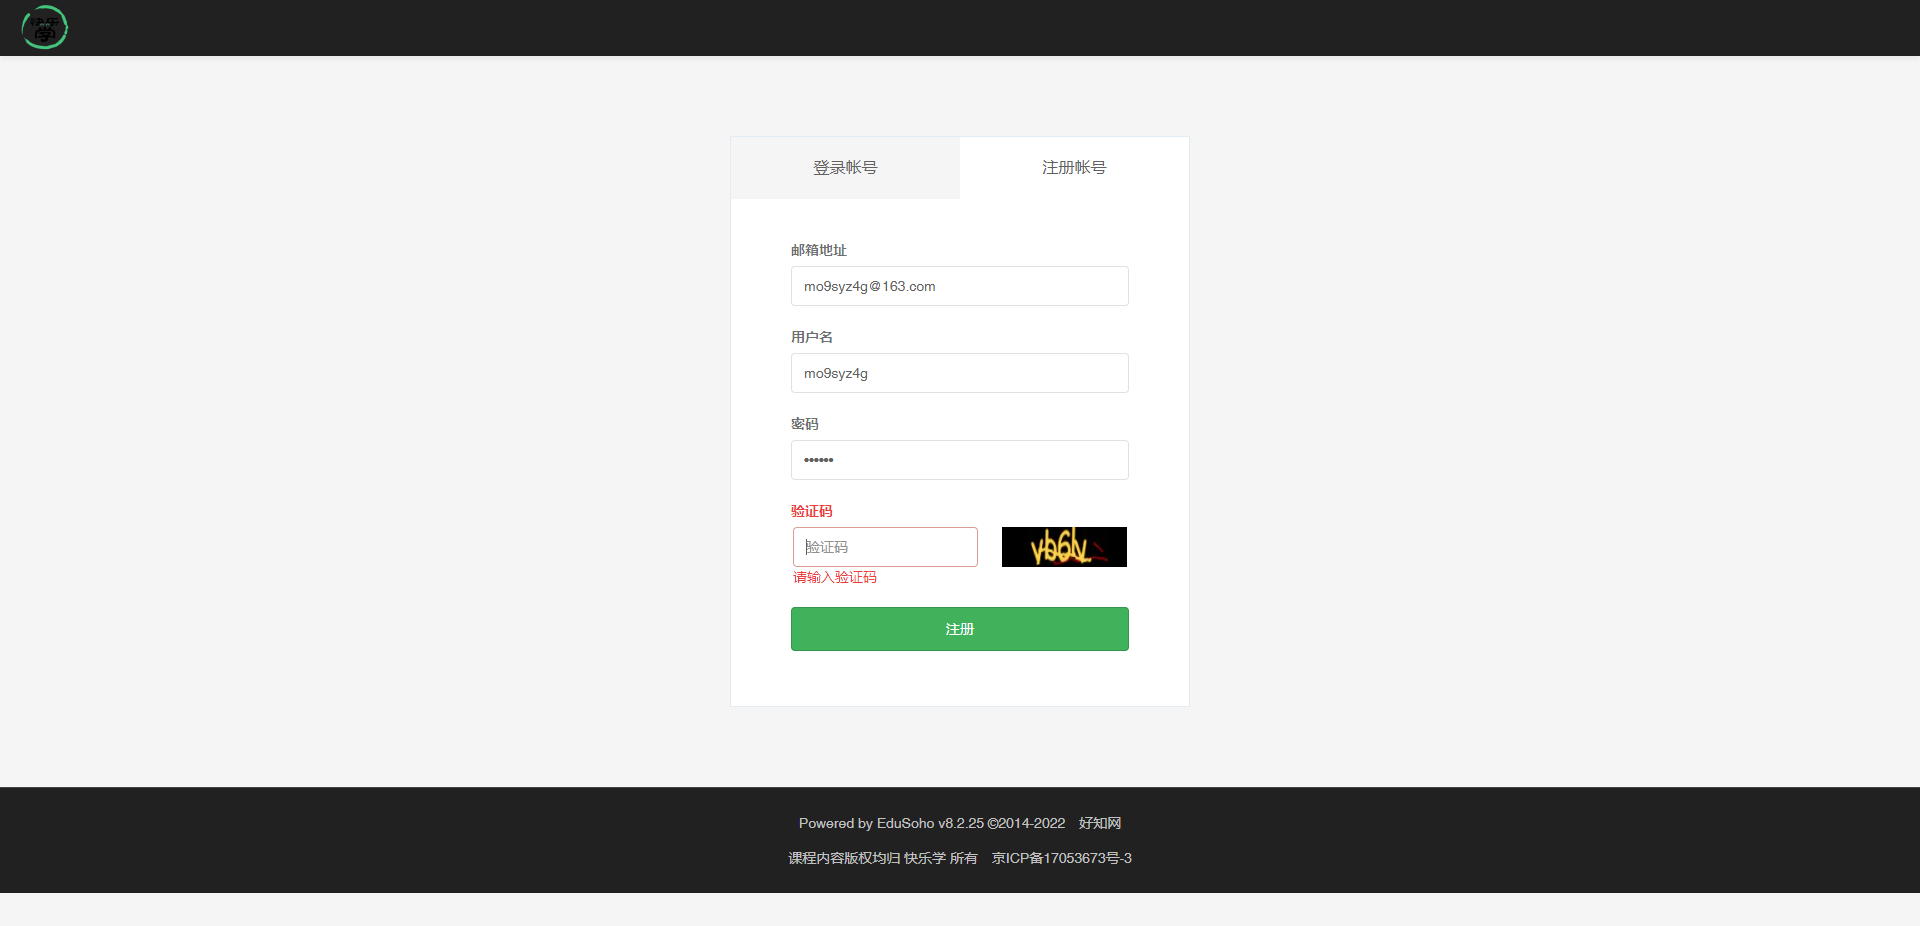 快乐
学
登录帐号
注册帐号
邮箱地址
mo9syz4g@163.com
用户名
mo9syz4g
密码
••••••
验证码
验证码
请输入验证码
注册
Powered by EduSoho v8.2.25 ©2014-2022 好知网
课程内容版权均归 快乐学 所有 京ICP备17053673号-3